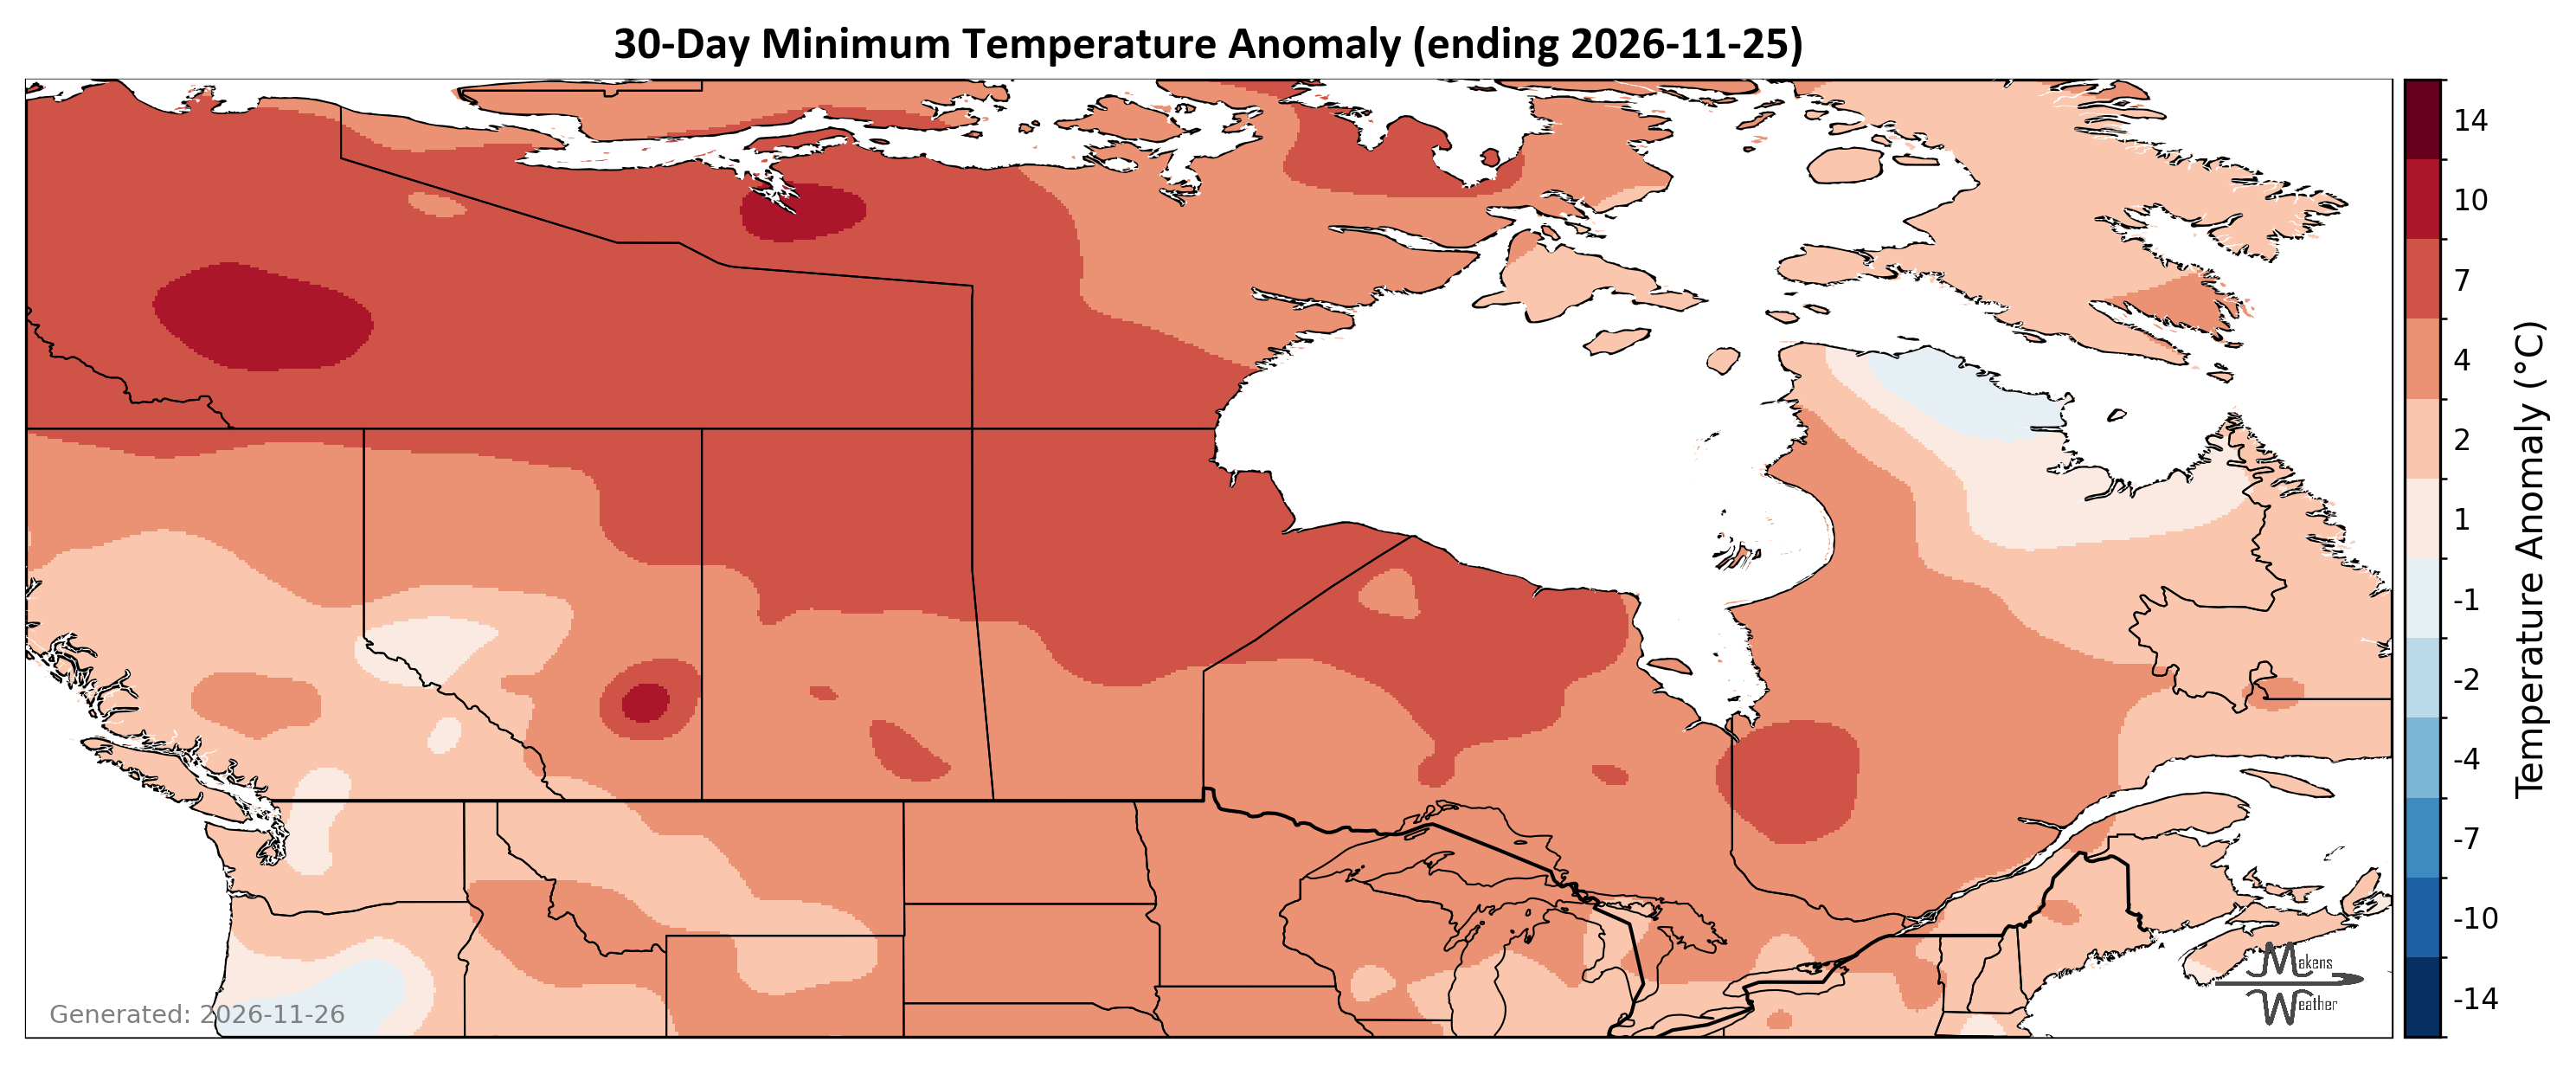 30-Day Minimum Temperature Anomaly (ending 2026-11-25)
14
10
7
4
2
1
-1
-2
-4
-7
-10
-14
Temperature Anomaly (°C)
Generated: 2026-11-26
Makens
Weather